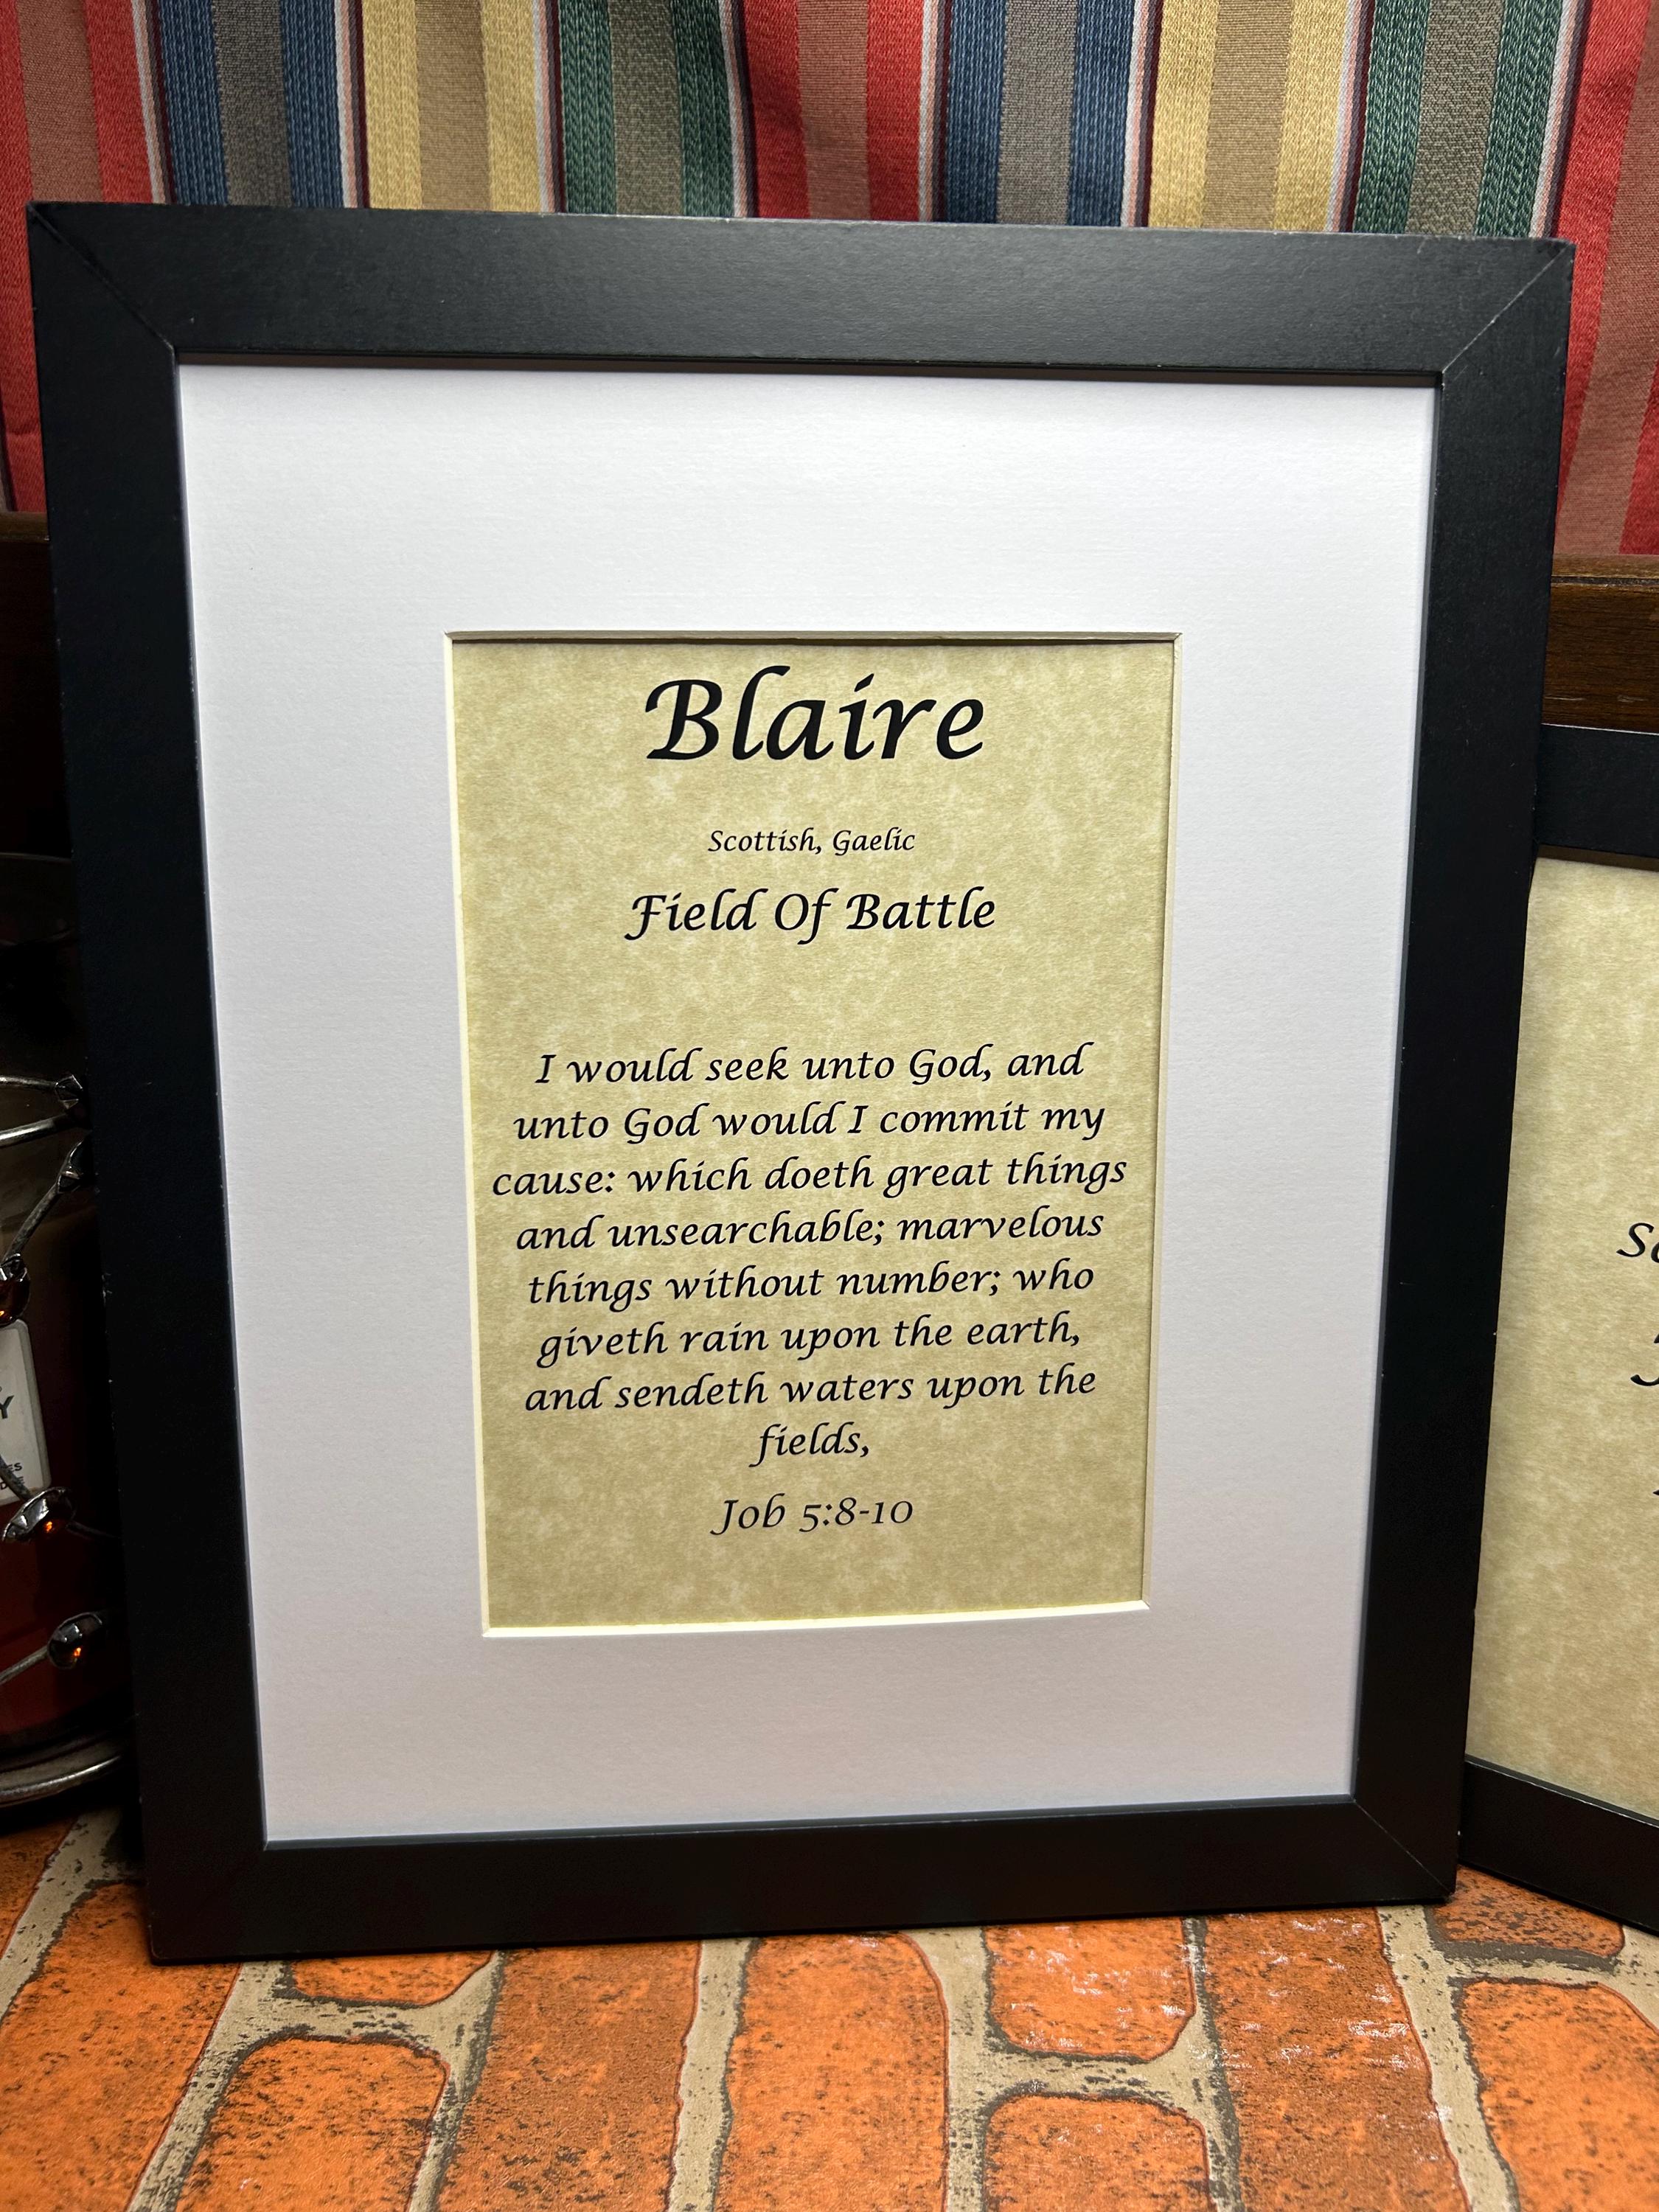 Blaire
Scottish, Gaelic
Field Of Battle
I would seek unto God, and
unto God would I commit my
cause: which doeth great things
and unsearchable; marvelous
things without number; who
giveth rain upon the earth,
and sendeth waters upon the
fields,
Job 5:8-10